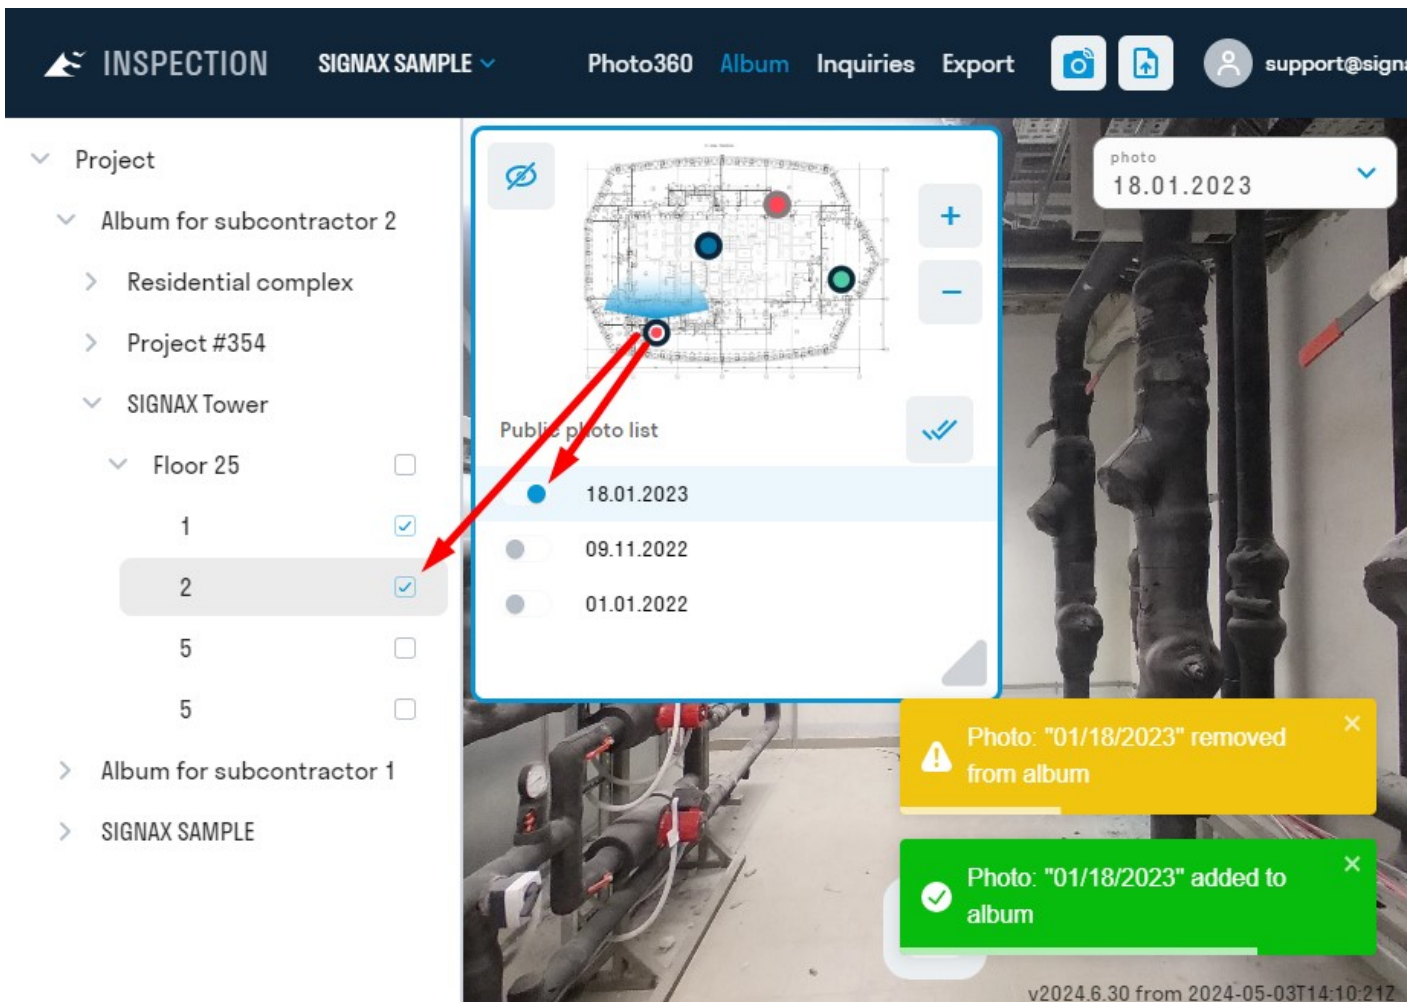 INSPECTION
SIGNAX SAMPLE
Photo360
Album
Inquiries
Export
support@signa
Project
Album for subcontractor 2
Residential complex
Project #354
SIGNAX Tower
Floor 25
1
2
5
5
Album for subcontractor 1
SIGNAX SAMPLE
Public photo list
18.01.2023
09.11.2022
01.01.2022
photo
18.01.2023
Photo: "01/18/2023" removed
from album
Photo: "01/18/2023" added to
album
v2024.6.30 from 2024-05-03T14:10:21Z